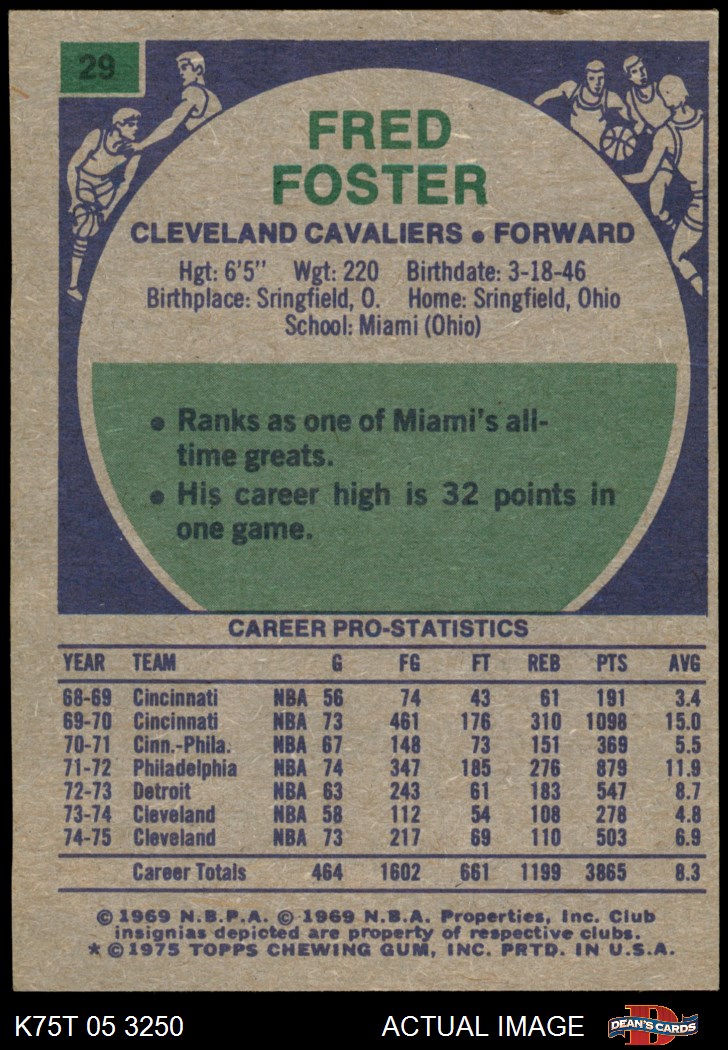 29
FRED
FOSTER
CLEVELAND CAVALIERS • FORWARD
Hgt: 6'5" Wgt: 220 Birthdate: 3-18-46
Birthplace: Sringfield, O. Home: Sringfield, Ohio
School: Miami (Ohio)
• Ranks as one of Miami's all-
time greats.
• His career high is 32 points in
one game.
CAREER PRO-STATISTICS
YEAR TEAM G FG FT REB PTS AVG
68-69 Cincinnati NBA 56 74 43 61 191 3.4
69-70 Cincinnati NBA 73 461 176 310 1098 15.0
70-71 Cinn.-Phila. NBA 67 148 73 151 369 5.5
71-72 Philadelphia NBA 74 347 185 276 879 11.9
72-73 Detroit NBA 63 243 61 183 547 8.7
73-74 Cleveland NBA 58 112 54 108 278 4.8
74-75 Cleveland NBA 73 217 69 110 503 6.9
Career Totals 464 1602 661 1199 3865 8.3
© 1969 N.B.P.A. © 1969 N.B.A. Properties, Inc. Club
insignias depicted are property of respective clubs.
* © 1975 TOPPS CHEWING GUM, INC. PRTD. IN U.S.A.
K75T 05 3250 ACTUAL IMAGE D DEAN'S CARDS